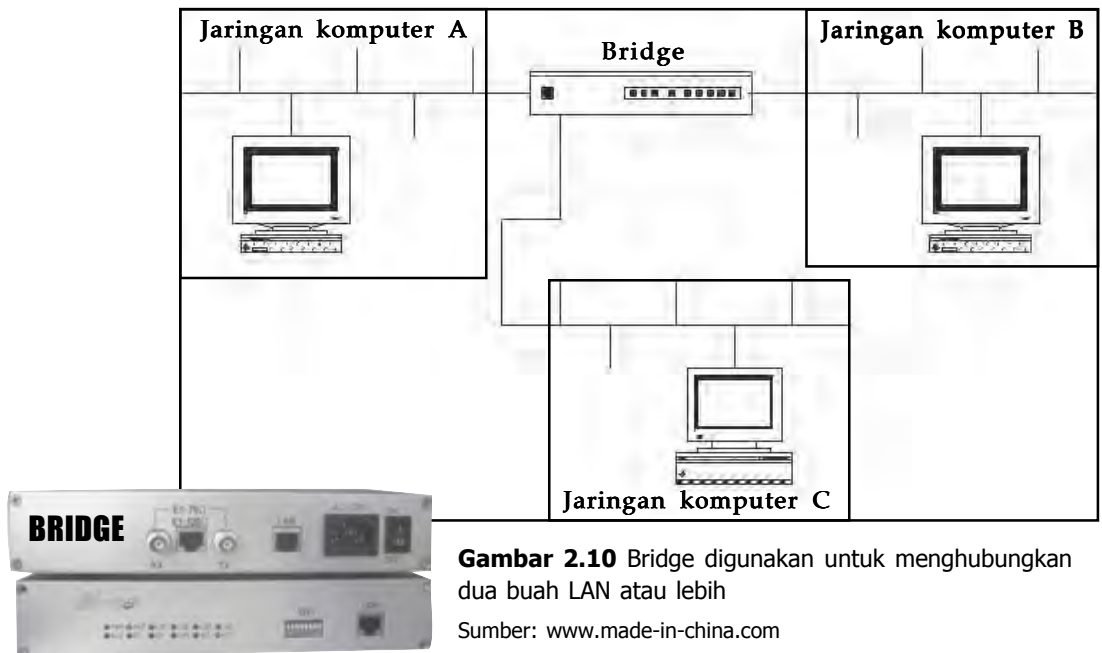 Jaringan komputer A
Bridge
Jaringan komputer B
Jaringan komputer C
BRIDGE
LAN
Gambar 2.10 Bridge digunakan untuk menghubungkan
dua buah LAN atau lebih
Sumber: www.made-in-china.com